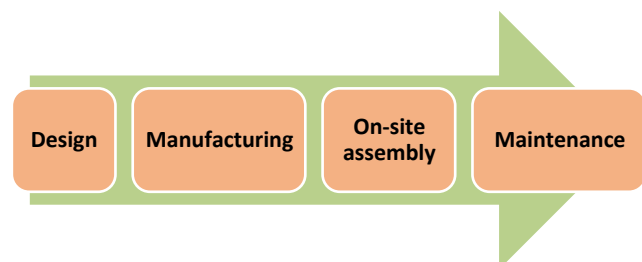 Design
Manufacturing
On-site
assembly
Maintenance